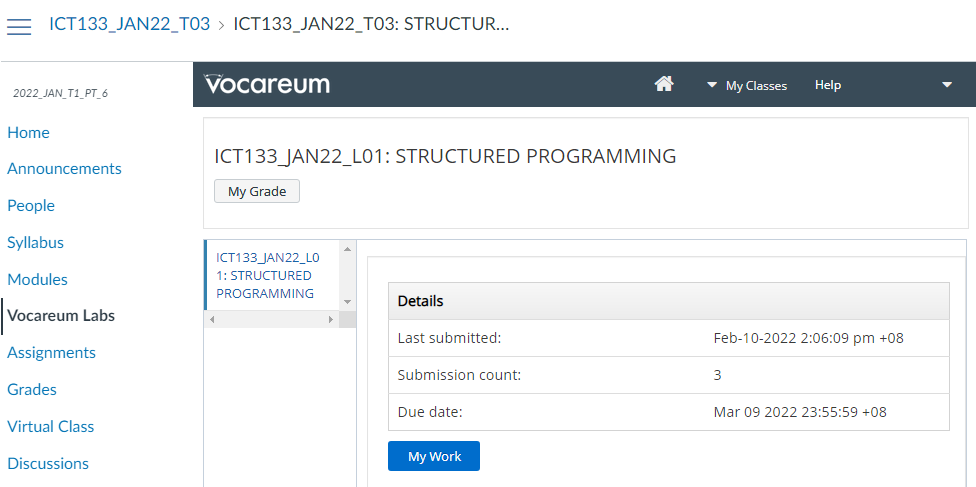 ICT133_JAN22_T03 › ICT133_JAN22_T03: STRUCTUR...
2022_JAN_T1_PT_6
Home
Announcements
People
Syllabus
Modules
Vocareum Labs
Assignments
Grades
Virtual Class
Discussions
vocareum
My Classes
Help
ICT133_JAN22_L01: STRUCTURED PROGRAMMING
My Grade
ICT133_JAN22_L0
1: STRUCTURED
PROGRAMMING
Details
Last submitted: Feb-10-2022 2:06:09 pm +08
Submission count: 3
Due date: Mar 09 2022 23:55:59 +08
My Work